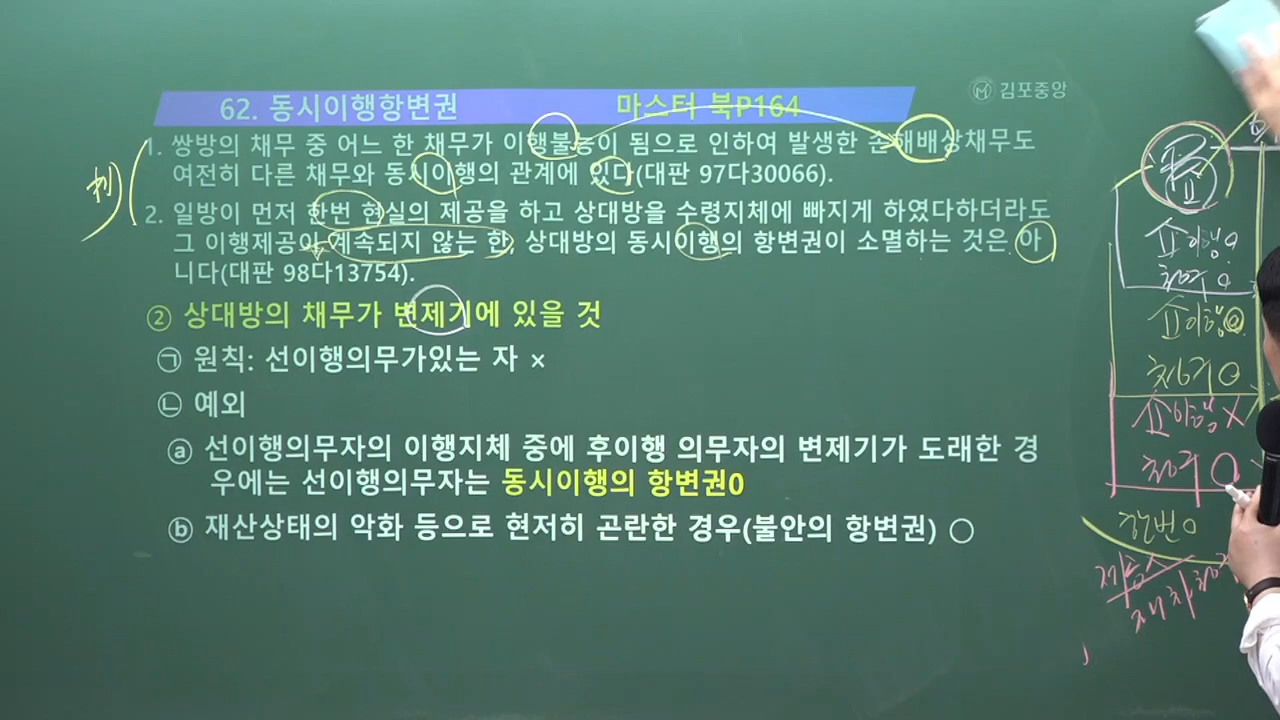 62. 동시이행항변권 마스터 북P164
김포중앙
1. 쌍방의 채무 중 어느 한 채무가 이행불능이 됨으로 인하여 발생한 손해배상채무도
여전히 다른 채무와 동시이행의 관계에 있다(대판 97다30066).
2. 일방이 먼저 한번 현실의 제공을 하고 상대방을 수령지체에 빠지게 하였다하더라도
그 이행제공이 계속되지 않는 한, 상대방의 동시이행의 항변권이 소멸하는 것은 아
니다(대판 98다13754).
② 상대방의 채무가 변제기에 있을 것
㉠ 원칙: 선이행의무가있는 자 ×
㉡ 예외
ⓐ 선이행의무자의 이행지체 중에 후이행 의무자의 변제기가 도래한 경
우에는 선이행의무자는 동시이행의 항변권0
ⓑ 재산상태의 악화 등으로 현저히 곤란한 경우(불안의 항변권) ○